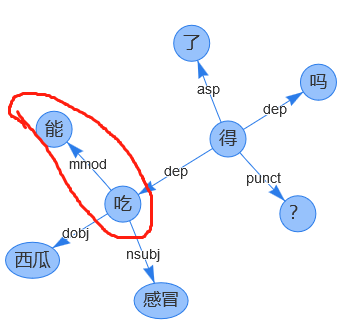 了
asp
吗
dep
能
得
mmod
dep
punct
吃
?
dobj
nsubj
西瓜
感冒